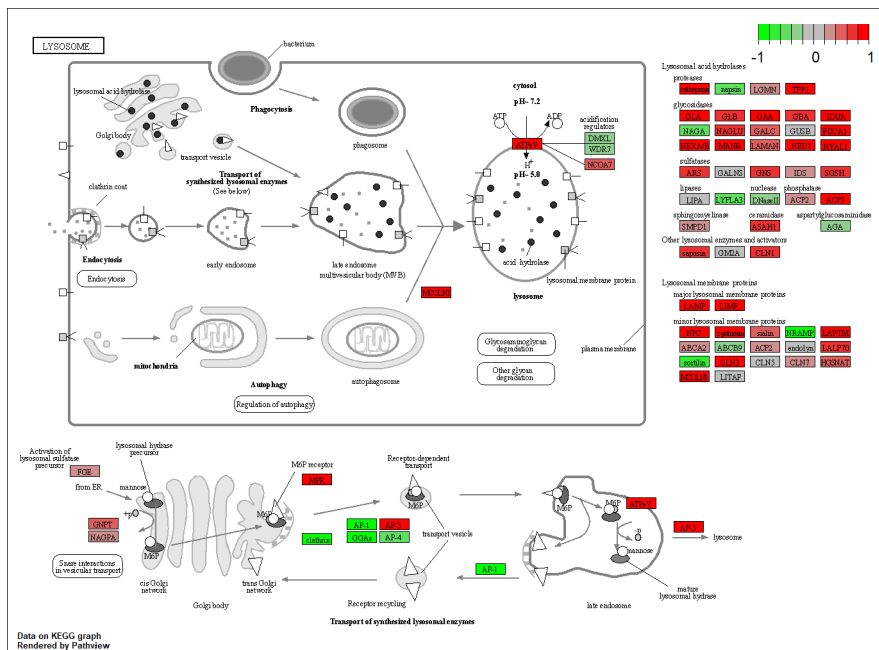 LYSOSOME
bacterium
-1 0 1
lysosomal acid hydrolase
Golgi body
Phagocytosis
phagosome
transport vesicle
Transport of
synthesized lysosomal enzymes
(See below)
clathrin coat
Endocytosis
Endocytosis
early endosome
late endosome
multivesicular body (MVB)
cytosol
pH~ 7.2
ATP ADP
ATPeV
H+
pH~ 5.0
acidification
regulators
DMXL
WDR7
NCOA7
acid hydrolase
lysosomal membrane protein
lysosome
MCOLN1
mitochondria
Autophagy
Regulation of autophagy
autophagosome
Glycosaminoglycan
degradation
Other glycan
degradation
plasma membrane
Lysosomal acid hydrolases
proteases
cathepsin napsin LGMN TPP1
glycosidases
GLA GLB GAA GBA IDUA
NAGA NAGLU GALC GUSB FUCA1
HEXA/B MANB LAMAN NEU1 HYAL1
sulfatases
ARS GALNS GNS IDS SGSH
lipases nuclease phosphatase
LIPA LYPLA3 DNaseII ACP2 ACP5
sphingomyelinase ceramidase aspartylglucosaminidase
SMPD1 ASAH1 AGA
Other lysosomal enzymes and activators
saposin GM2A CLN1
Lysosomal membrane proteins
major lysosomal membrane proteins
LAMP LIMP
minor lysosomal membrane proteins
NPC cystinosin sialin NRAMP LAPTM
ABCA2 ABCB9 ACP2 endolyn LALP70
sortilin CLN3 CLN5 CLN7 HGSNAT
MCOLN1 LITAF
Activation of
lysosomal sulfatase
precursor
FGE
from ER
lysosomal hydrase
precursor
mannose
+p
GNPT
NAGPA
M6P
Snare interactions
in vesicular transport
cis Golgi
network
Golgi body
trans Golgi
network
M6P
M6P receptor
MPR
clathrin
AP-1 AP-3
GGAs AP-4
Receptor-dependent
transport
M6P
transport vesicle
Receptor recycling
AP-1
Transport of synthesized lysosomal enzymes
M6P
M6P
ATPeV
-p
mannose
mature
lysosomal hydrase
late endosome
AP-3
lysosome
Data on KEGG graph
Rendered by Pathview